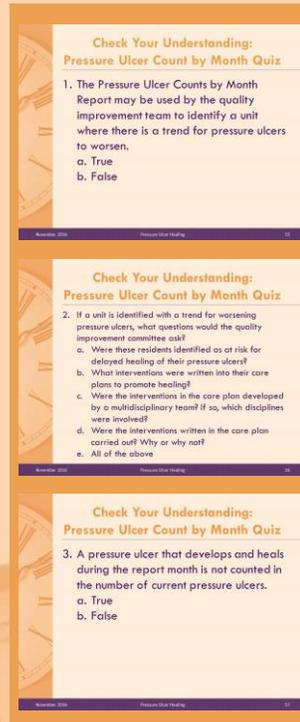 Check Your Understanding:
Pressure Ulcer Count by Month Quiz
1. The Pressure Ulcer Counts by Month
Report may be used by the quality
improvement team to identify a unit
where there is a trend for pressure ulcers
to worsen.
a. True
b. False
November 2016 Pressure Ulcer Healing 15
Check Your Understanding:
Pressure Ulcer Count by Month Quiz
2. If a unit is identified with a trend for worsening
pressure ulcers, what questions would the quality
improvement committee ask?
a. Were these residents identified as at risk for
delayed healing of their pressure ulcers?
b. What interventions were written into their care
plans to promote healing?
c. Were the interventions in the care plan developed
by a multidisciplinary team? If so, which disciplines
were involved?
d. Were the interventions written in the care plan
carried out? Why or why not?
e. All of the above
November 2016 Pressure Ulcer Healing 16
Check Your Understanding:
Pressure Ulcer Count by Month Quiz
3. A pressure ulcer that develops and heals
during the report month is not counted in
the number of current pressure ulcers.
a. True
b. False
November 2016 Pressure Ulcer Healing 17